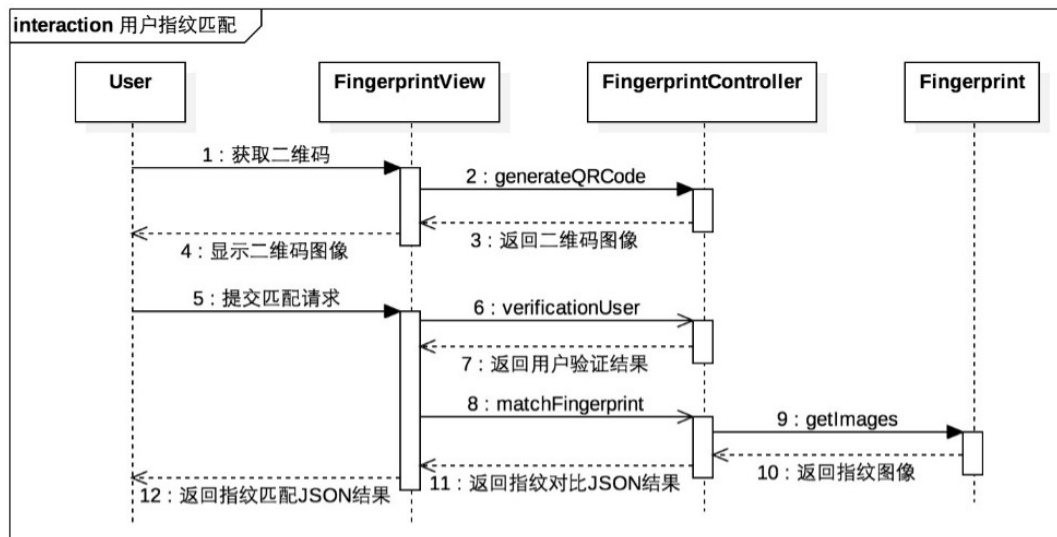 interaction 用户指纹匹配
User
FingerprintView
FingerprintController
Fingerprint
1 : 获取二维码
2 : generateQRCode
3 : 返回二维码图像
4 : 显示二维码图像
5 : 提交匹配请求
6 : verificationUser
7 : 返回用户验证结果
8 : matchFingerprint
9 : getImages
10 : 返回指纹图像
11 : 返回指纹对比JSON结果
12 : 返回指纹匹配JSON结果